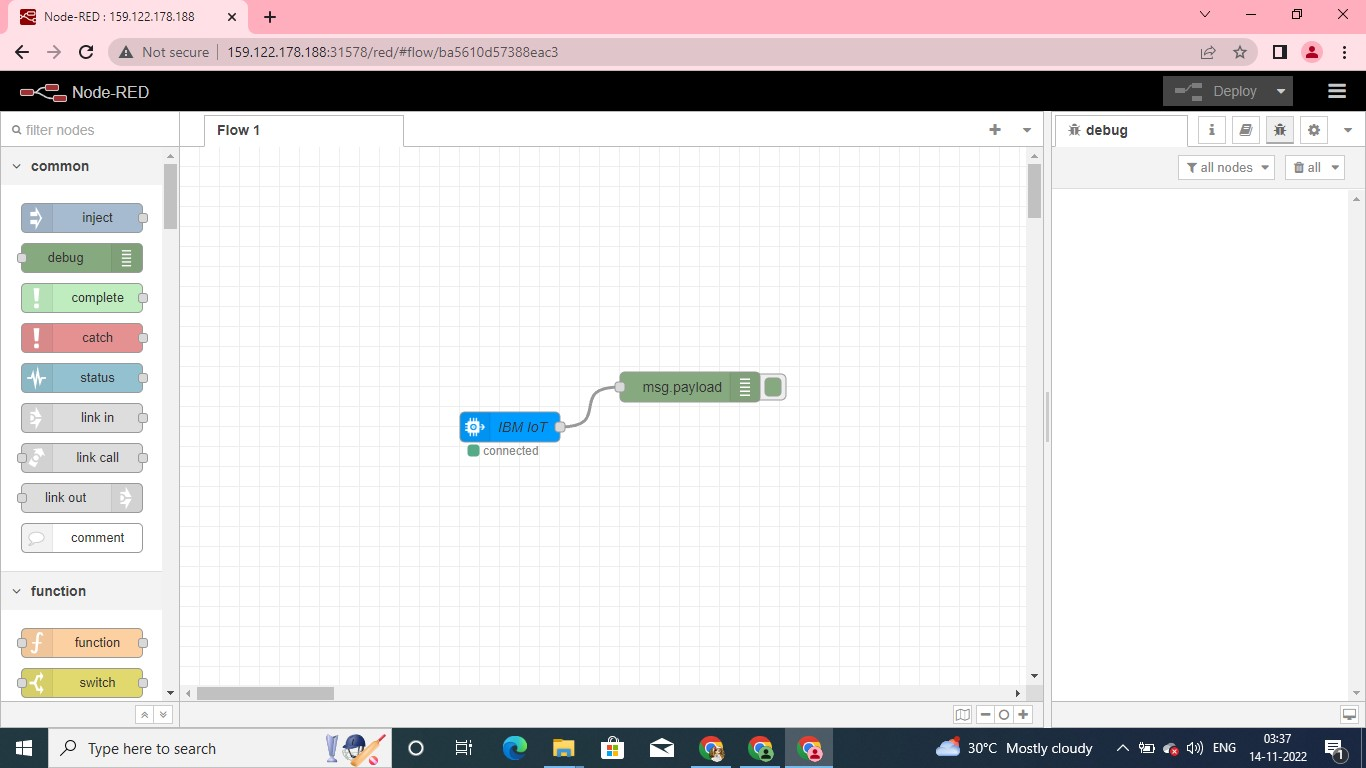 Node-RED : 159.122.178.188
Not secure
159.122.178.188:31578/red/#flow/ba5610d57388eac3
Node-RED
Deploy
filter nodes
Flow 1
debug
all nodes
all
common
inject
debug
complete
catch
status
link in
link call
link out
comment
function
function
switch
msg.payload
IBM IoT
connected
Type here to search
30°C Mostly cloudy
ENG
03:37
14-11-2022
1